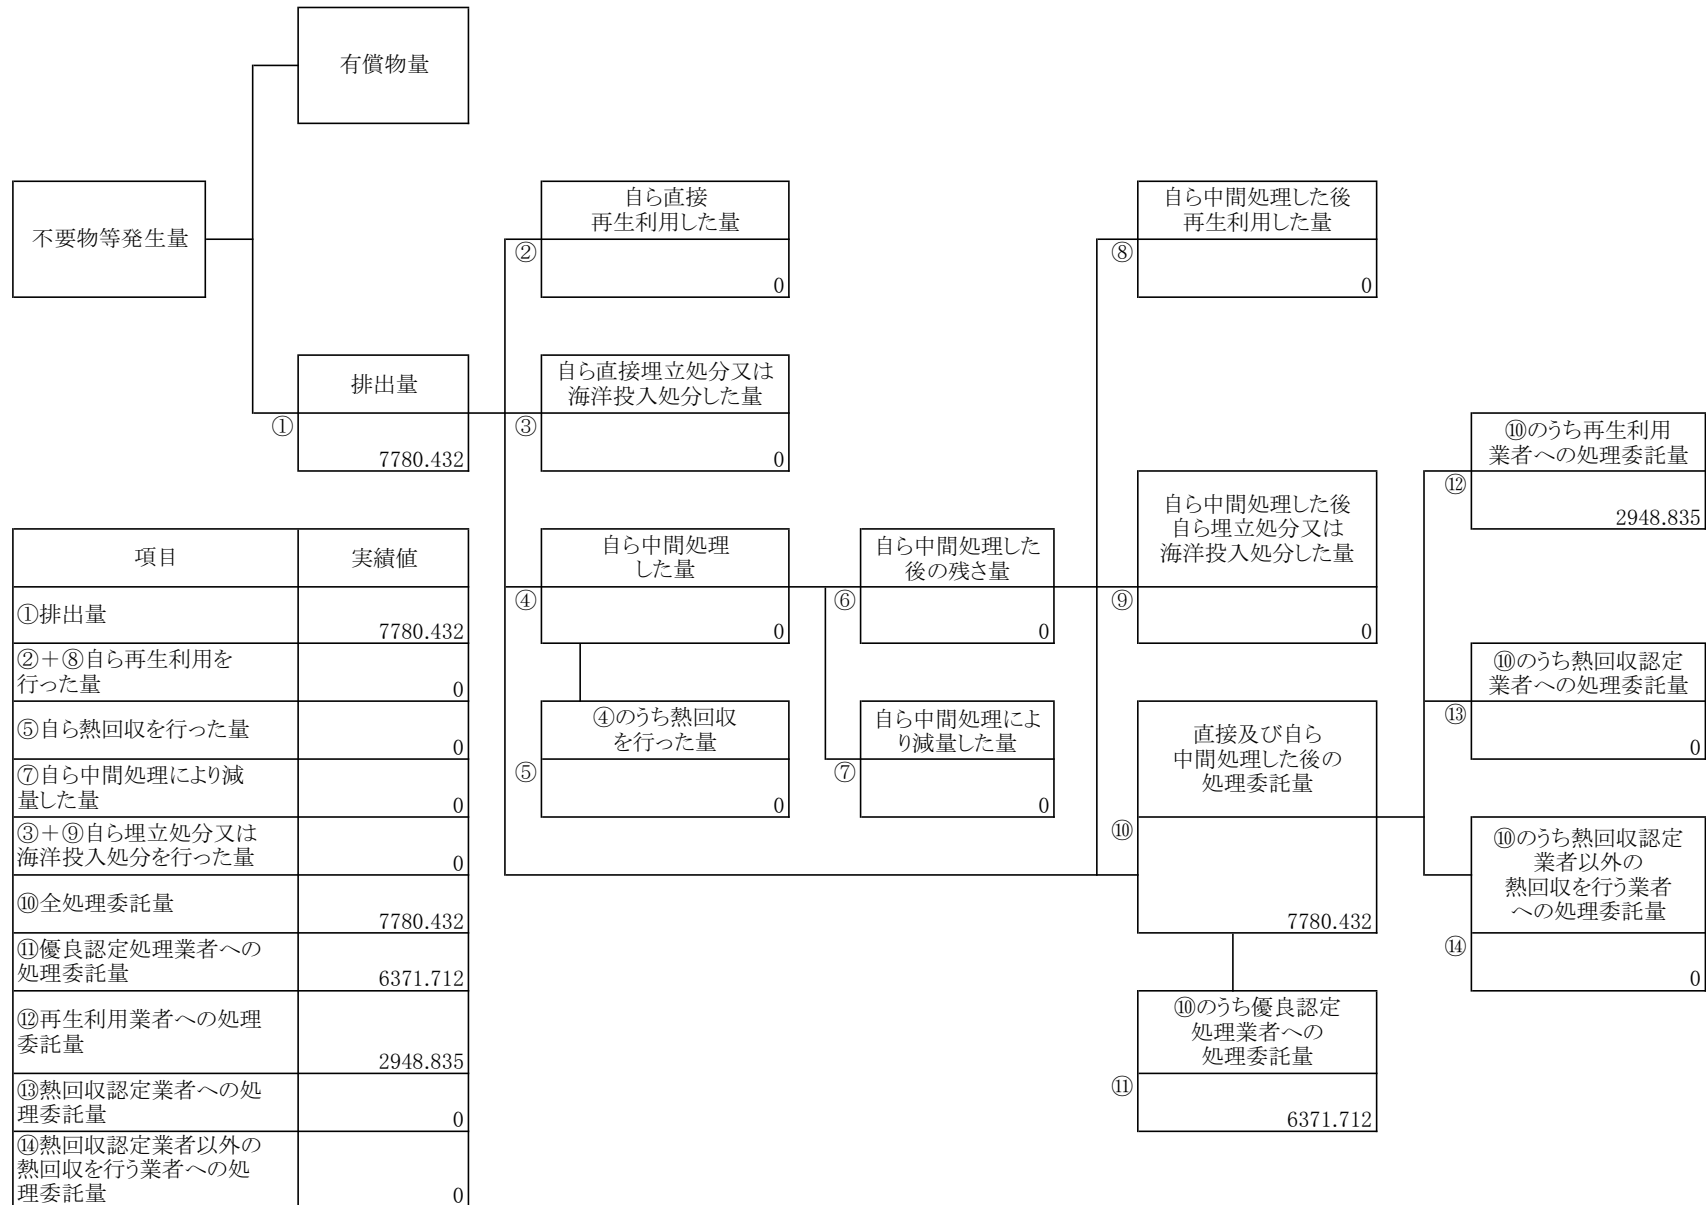 有償物量
不要物等発生量
自ら直接
再生利用した量
②
0
自ら中間処理した後
再生利用した量
⑧
0
排出量
①
7780.432
自ら直接埋立処分又は
海洋投入処分した量
③
0
⑩のうち再生利用
業者への処理委託量
⑫
2948.835
自ら中間処理
した量
④
0
自ら中間処理した
後の残さ量
⑥
0
自ら中間処理した後
自ら埋立処分又は
海洋投入処分した量
⑨
0
⑩のうち熱回収認定
業者への処理委託量
⑬
0
④のうち熱回収
を行った量
⑤
0
自ら中間処理によ
り減量した量
⑦
0
直接及び自ら
中間処理した後の
処理委託量
⑩
7780.432
⑩のうち熱回収認定
業者以外の
熱回収を行う業者
への処理委託量
⑭
0
⑩のうち優良認定
処理業者への
処理委託量
⑪
6371.712
項目 実績値
①排出量
7780.432
②＋⑧自ら再生利用を
行った量 0
⑤自ら熱回収を行った量
0
⑦自ら中間処理により減
量した量 0
③＋⑨自ら埋立処分又は
海洋投入処分を行った量 0
⑩全処理委託量
7780.432
⑪優良認定処理業者への
処理委託量 6371.712
⑫再生利用業者への処理
委託量
2948.835
⑬熱回収認定業者への処
理委託量 0
⑭熱回収認定業者以外の
熱回収を行う業者への処
理委託量 0